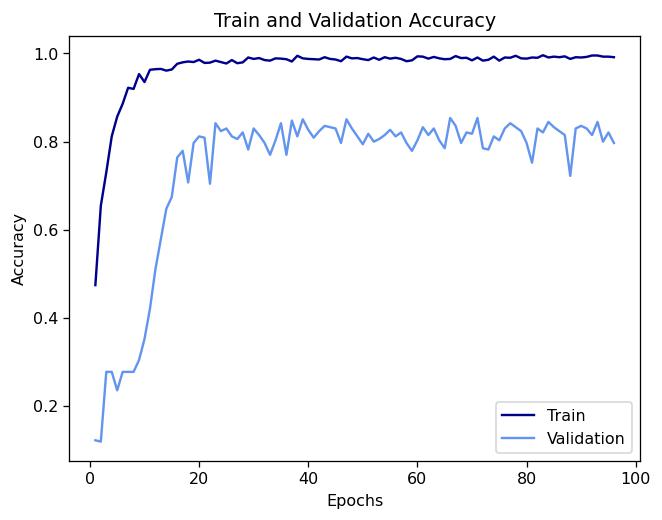 Train and Validation Accuracy
1.0
0.8
0.6
0.4
0.2
Accuracy
Train
Validation
0 20 40 60 80 100
Epochs